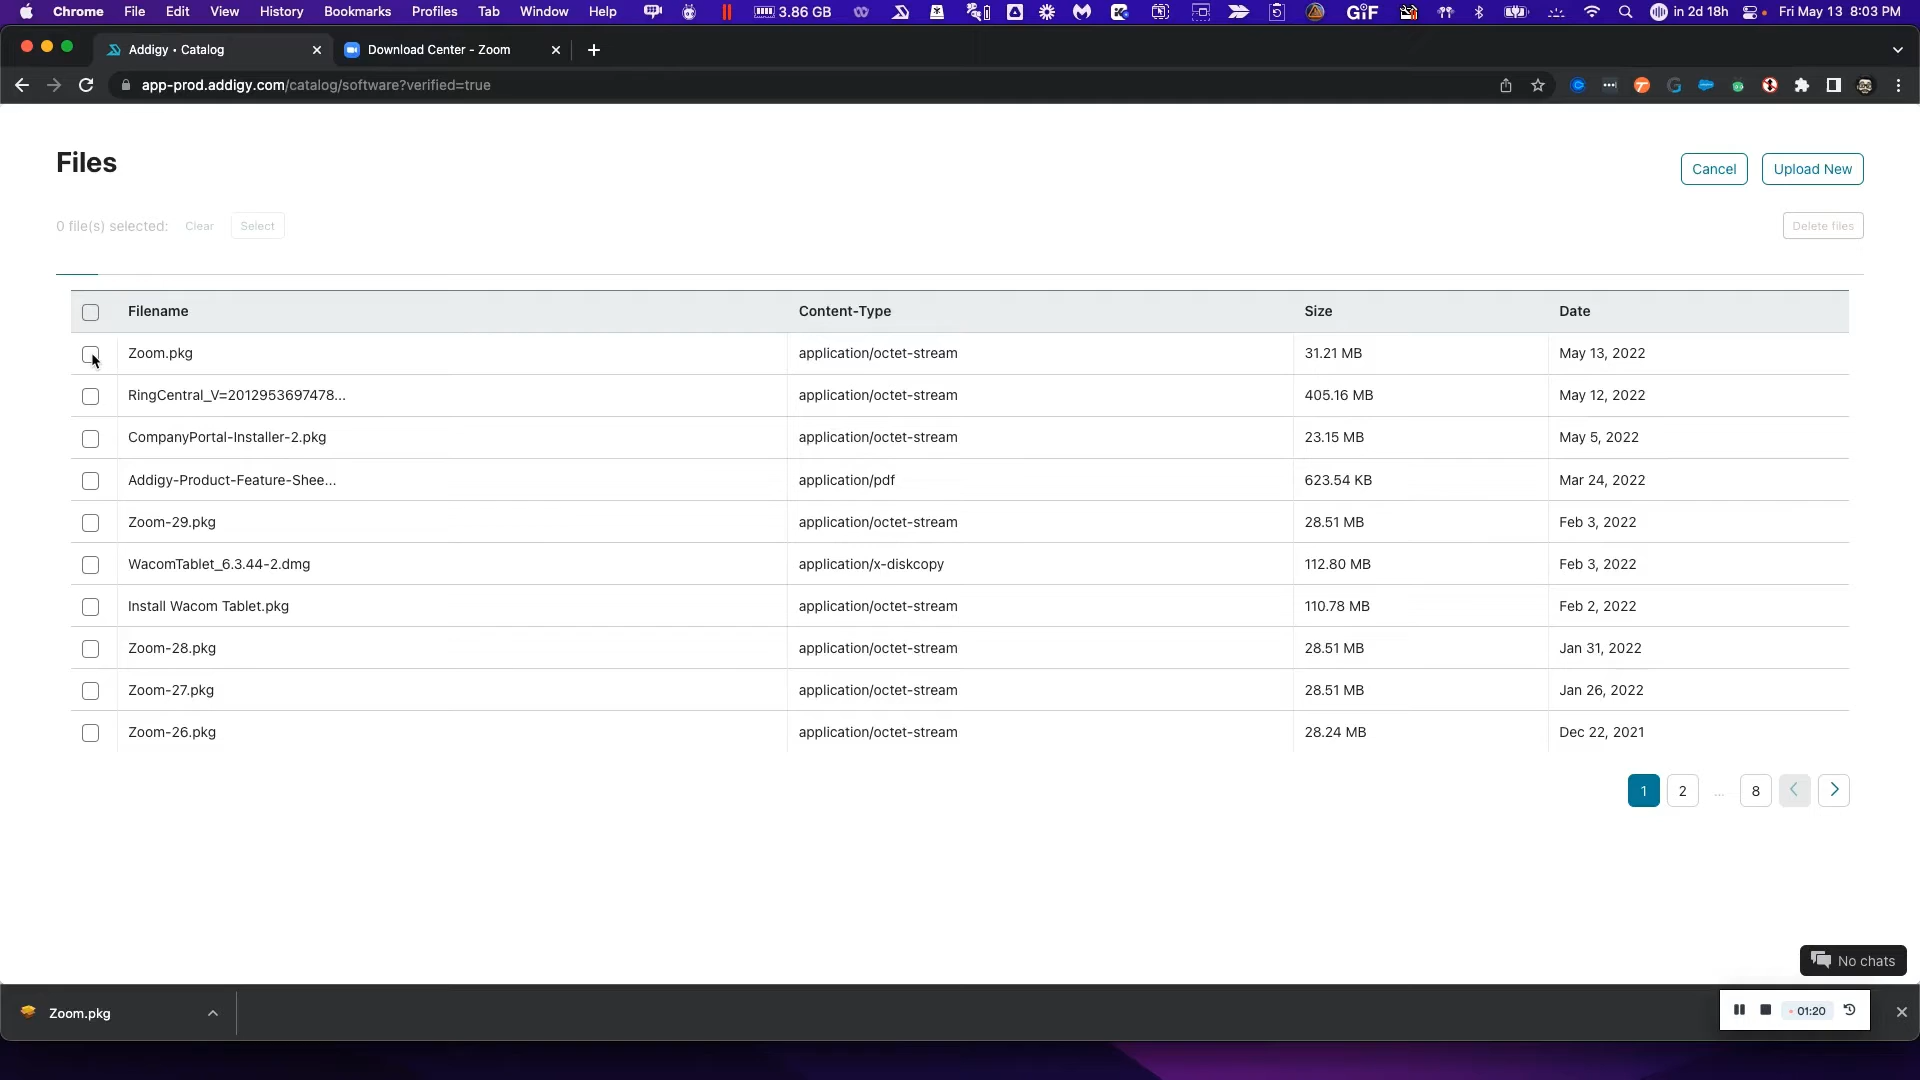 Chrome File Edit View History Bookmarks Profiles Tab Window Help 3.86 GB GIF in 2d 18h Fri May 13 8:03 PM
Addigy • Catalog Download Center - Zoom
app-prod.addigy.com/catalog/software?verified=true
Files
Cancel Upload New
0 file(s) selected: Clear Select Delete files
Filename Content-Type Size Date
Zoom.pkg application/octet-stream 31.21 MB May 13, 2022
RingCentral_V=2012953697478... application/octet-stream 405.16 MB May 12, 2022
CompanyPortal-Installer-2.pkg application/octet-stream 23.15 MB May 5, 2022
Addigy-Product-Feature-Shee... application/pdf 623.54 KB Mar 24, 2022
Zoom-29.pkg application/octet-stream 28.51 MB Feb 3, 2022
WacomTablet_6.3.44-2.dmg application/x-diskcopy 112.80 MB Feb 3, 2022
Install Wacom Tablet.pkg application/octet-stream 110.78 MB Feb 2, 2022
Zoom-28.pkg application/octet-stream 28.51 MB Jan 31, 2022
Zoom-27.pkg application/octet-stream 28.51 MB Jan 26, 2022
Zoom-26.pkg application/octet-stream 28.24 MB Dec 22, 2021
1 2 ... 8
No chats
Zoom.pkg 01:20